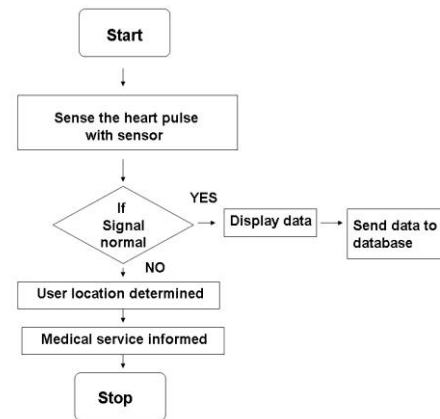 Start
Sense the heart pulse
with sensor
If
Signal
normal
YES
Display data
Send data to
database
NO
User location determined
Medical service informed
Stop